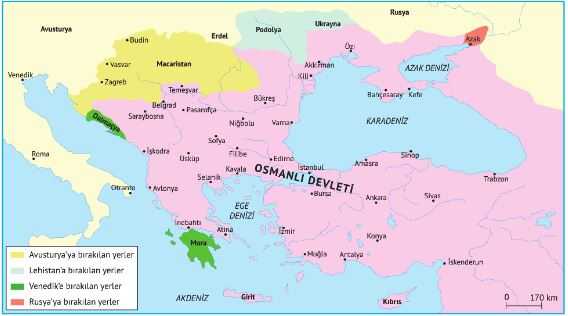 Avusturya
Rusya
Ukrayna
Erdel
Podolya
Budin
Özi
Azak
Vasvar
Macaristan
Akkirman
AZAK DENİZİ
Venedik
Zagreb
Temeşvar
Kili
Bahçesaray
Kefe
Belgrad
Bükreş
Pasarofça
Saraybosna
Dalmaçya
Niğbolu
Varna
KARADENİZ
Sofya
Roma
İşkodra
Üsküp
Filibe
Edirne
Sinop
Amasra
İstanbul
Kavala
OSMANLI DEVLETİ
Trabzon
Selanik
Otranto
Avlonya
Bursa
Sivas
Ankara
EGE
DENİZİ
İnebahtı
Atina
İzmir
Konya
Mora
Muğla
Antalya
İskenderun
Avusturya'ya bırakılan yerler
Lehistan'a bırakılan yerler
Venedik'e bırakılan yerler
Rusya'ya bırakılan yerler
AKDENİZ
Girit
Kıbrıs
0 170 km